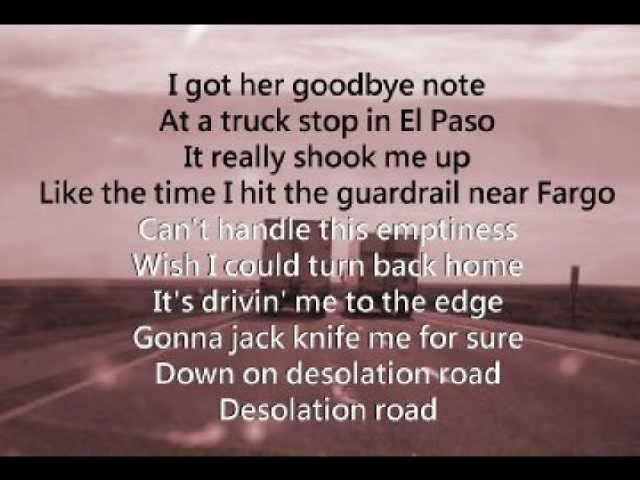 I got her goodbye note
At a truck stop in El Paso
It really shook me up
Like the time I hit the guardrail near Fargo
Can't handle this emptiness
Wish I could turn back home
It's drivin' me to the edge
Gonna jack knife me for sure
Down on desolation road
Desolation road